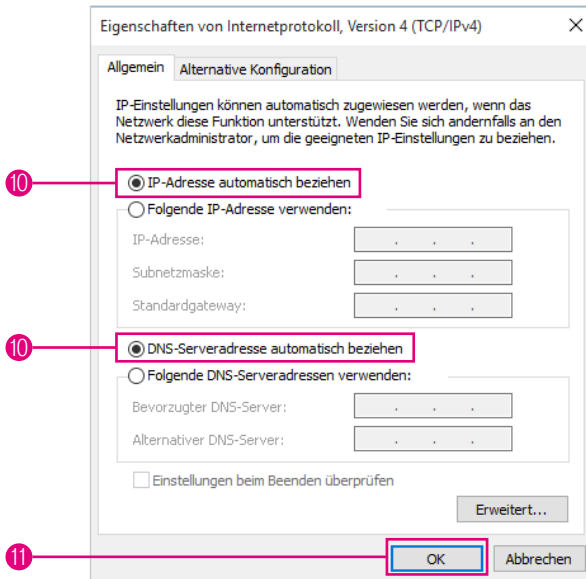 Eigenschaften von Internetprotokoll, Version 4 (TCP/IPv4)
Allgemein
Alternative Konfiguration
IP-Einstellungen können automatisch zugewiesen werden, wenn das
Netzwerk diese Funktion unterstützt. Wenden Sie sich andernfalls an den
Netzwerkadministrator, um die geeigneten IP-Einstellungen zu beziehen.
10 IP-Adresse automatisch beziehen
Folgende IP-Adresse verwenden:
IP-Adresse: . . .
Subnetzmaske: . . .
Standardgateway: . . .
10 DNS-Serveradresse automatisch beziehen
Folgende DNS-Serveradressen verwenden:
Bevorzugter DNS-Server: . . .
Alternativer DNS-Server: . . .
Einstellungen beim Beenden überprüfen
Erweitert...
11 OK Abbrechen